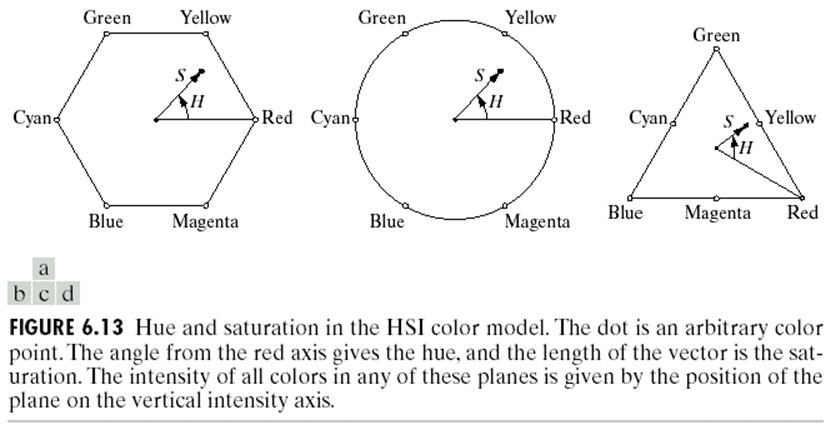 Green Yellow
S
H
Cyan Red
Blue Magenta
Green Yellow
S
H
Cyan Red
Blue Magenta
Green
Cyan S Yellow
H
Blue Magenta Red
a
b c d
FIGURE 6.13 Hue and saturation in the HSI color model. The dot is an arbitrary color
point. The angle from the red axis gives the hue, and the length of the vector is the sat-
uration. The intensity of all colors in any of these planes is given by the position of the
plane on the vertical intensity axis.